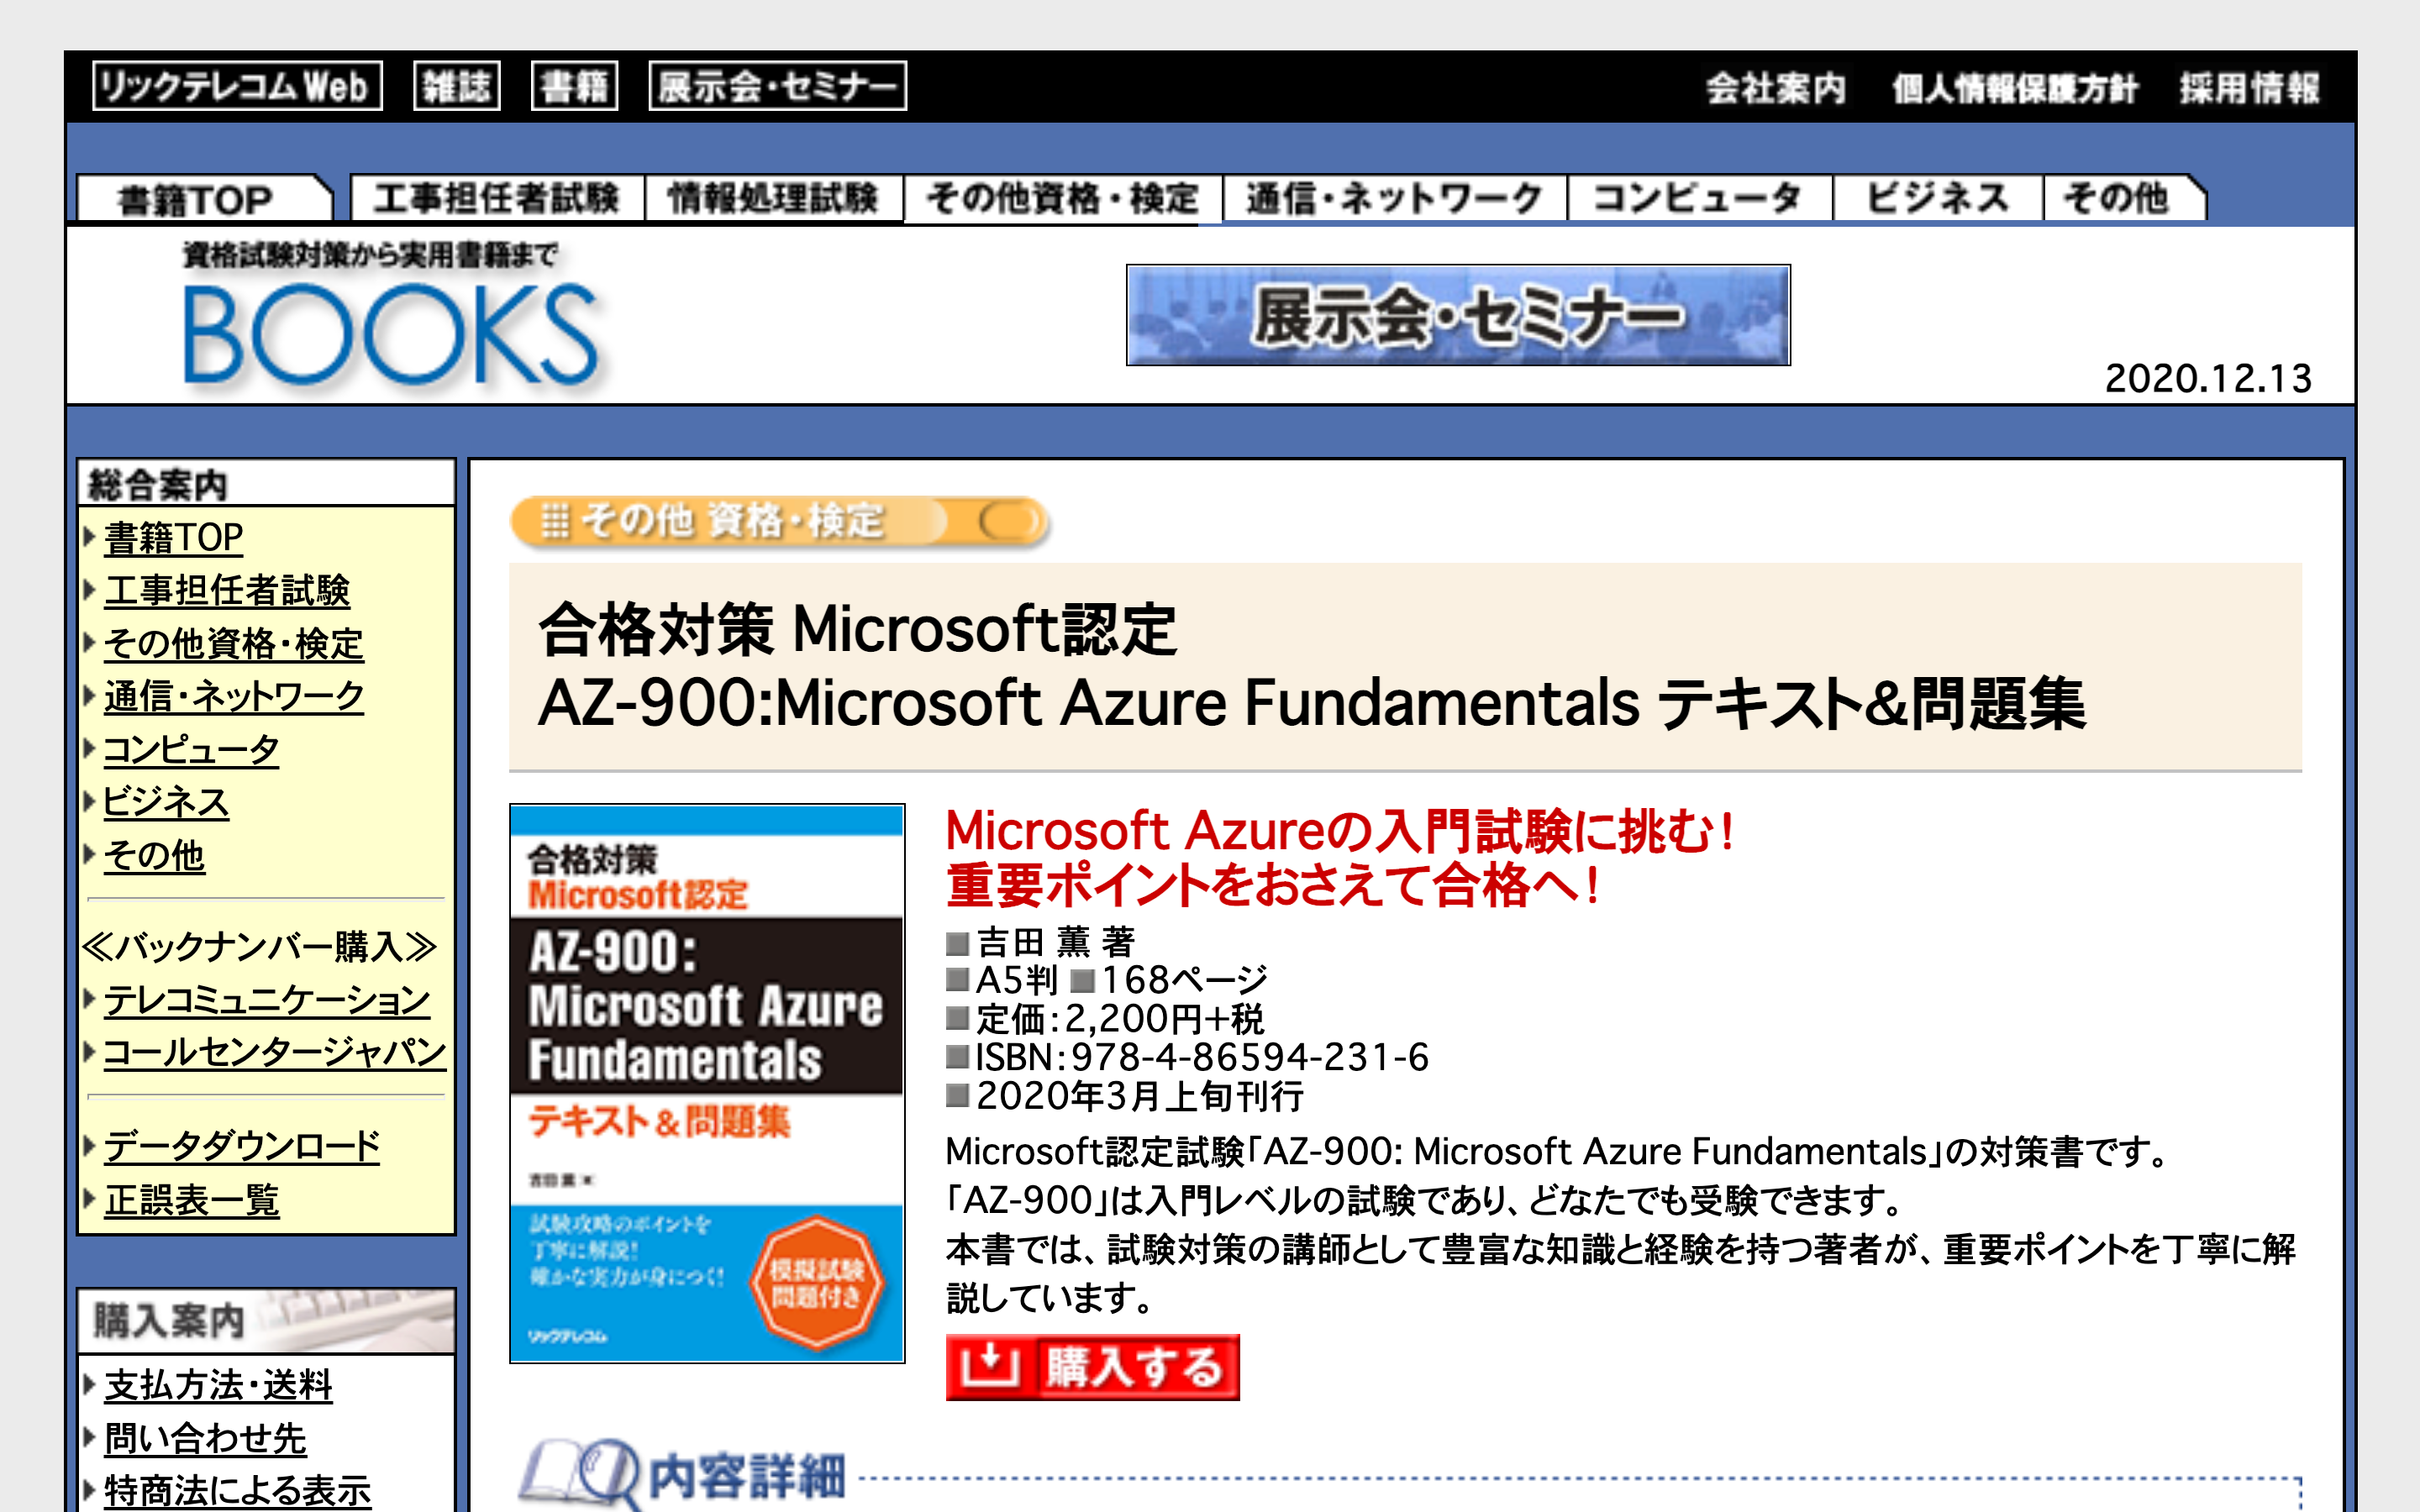 リックテレコムWeb 雑誌 書籍 展示会・セミナー 会社案内 個人情報保護方針 採用情報
書籍TOP 工事担任者試験 情報処理試験 その他資格・検定 通信・ネットワーク コンピュータ ビジネス その他
資格試験対策から実用書籍まで
BOOKS
展示会・セミナー
2020.12.13
総合案内
書籍TOP
工事担任者試験
その他資格・検定
通信・ネットワーク
コンピュータ
ビジネス
その他
≪バックナンバー購入≫
テレコミュニケーション
コールセンタージャパン
データダウンロード
正誤表一覧
購入案内
支払方法・送料
問い合わせ先
特商法による表示
その他 資格・検定
合格対策 Microsoft認定
AZ-900:Microsoft Azure Fundamentals テキスト&問題集
合格対策
Microsoft認定
AZ-900:
Microsoft Azure
Fundamentals
テキスト&問題集
吉田 薫 著
試験攻略のポイントを
丁寧に解説!
確かな実力が身につく!
模擬試験
問題付き
リックテレコム
Microsoft Azureの入門試験に挑む!
重要ポイントをおさえて合格へ!
■吉田 薫 著
■A5判 ■168ページ
■定価:2,200円+税
■ISBN:978-4-86594-231-6
■2020年3月上旬刊行
Microsoft認定試験「AZ-900: Microsoft Azure Fundamentals」の対策書です。
「AZ-900」は入門レベルの試験であり、どなたでも受験できます。
本書では、試験対策の講師として豊富な知識と経験を持つ著者が、重要ポイントを丁寧に解
説しています。
購入する
内容詳細